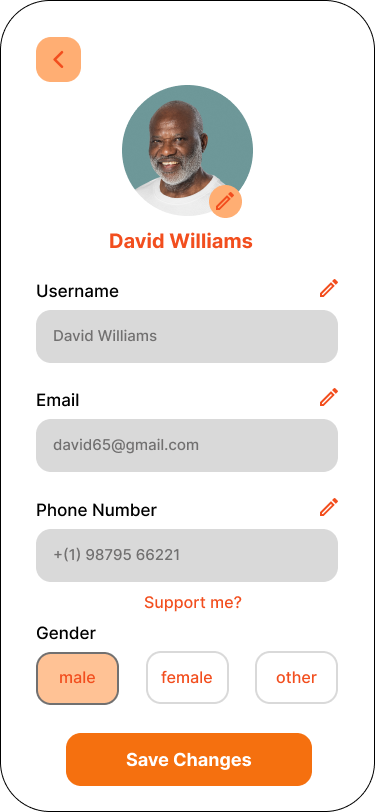 David Williams
Username
David Williams
Email
david65@gmail.com
Phone Number
+(1) 98795 66221
Support me?
Gender
male
female
other
Save Changes